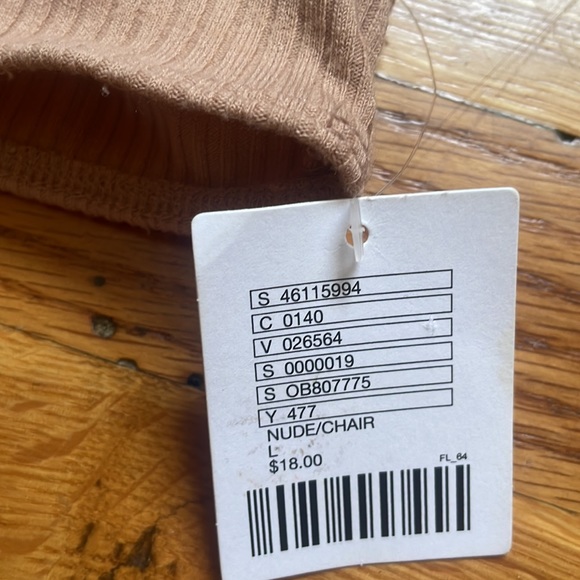 S 46115994
C 0140
V 026564
S 0000019
S OB807775
Y 477
NUDE/CHAIR
L
$18.00
FL_64